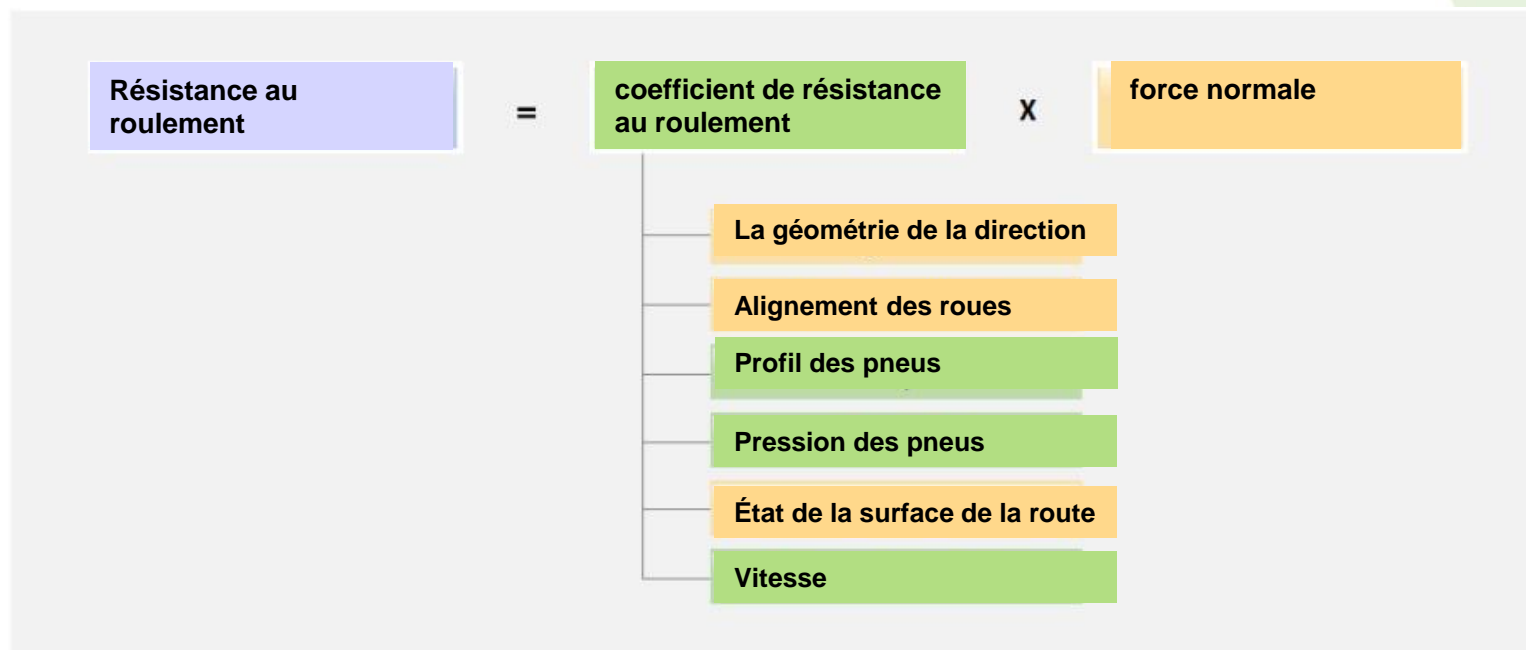 Résistance au
roulement
=
coefficient de résistance
au roulement
X
force normale
La géométrie de la direction
Alignement des roues
Profil des pneus
Pression des pneus
État de la surface de la route
Vitesse